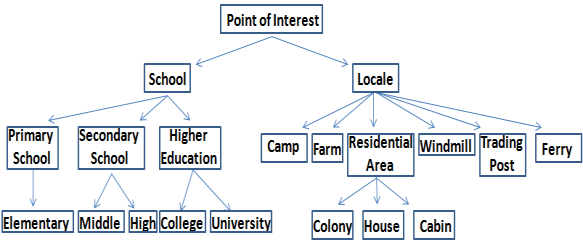 Point of Interest
School
Locale
Primary
School
Secondary
School
Higher
Education
Camp
Farm
Residential
Area
Windmill
Trading
Post
Ferry
Elementary
Middle
High
College
University
Colony
House
Cabin